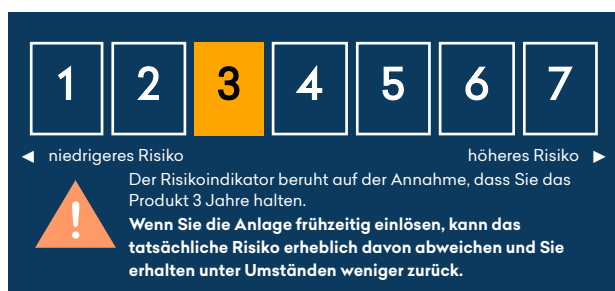 1 2 3 4 5 6 7
◄ niedrigeres Risiko höheres Risiko ►
Der Risikoindikator beruht auf der Annahme, dass Sie das
Produkt 3 Jahre halten.
Wenn Sie die Anlage frühzeitig einlösen, kann das
tatsächliche Risiko erheblich davon abweichen und Sie
erhalten unter Umständen weniger zurück.
!